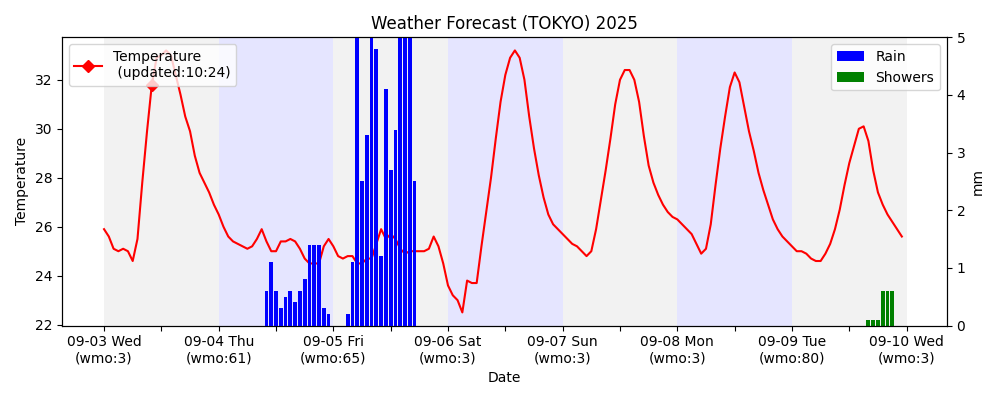 Weather Forecast (TOKYO) 2025
Temperature
(updated:10:24)
Rain
Showers
Temperature
32
30
28
26
24
22
5
4
3
2
1
0
mm
09-03 Wed
(wmo:3)
09-04 Thu
(wmo:61)
09-05 Fri
(wmo:65)
09-06 Sat
(wmo:3)
09-07 Sun
(wmo:3)
09-08 Mon
(wmo:3)
09-09 Tue
(wmo:80)
09-10 Wed
(wmo:3)
Date